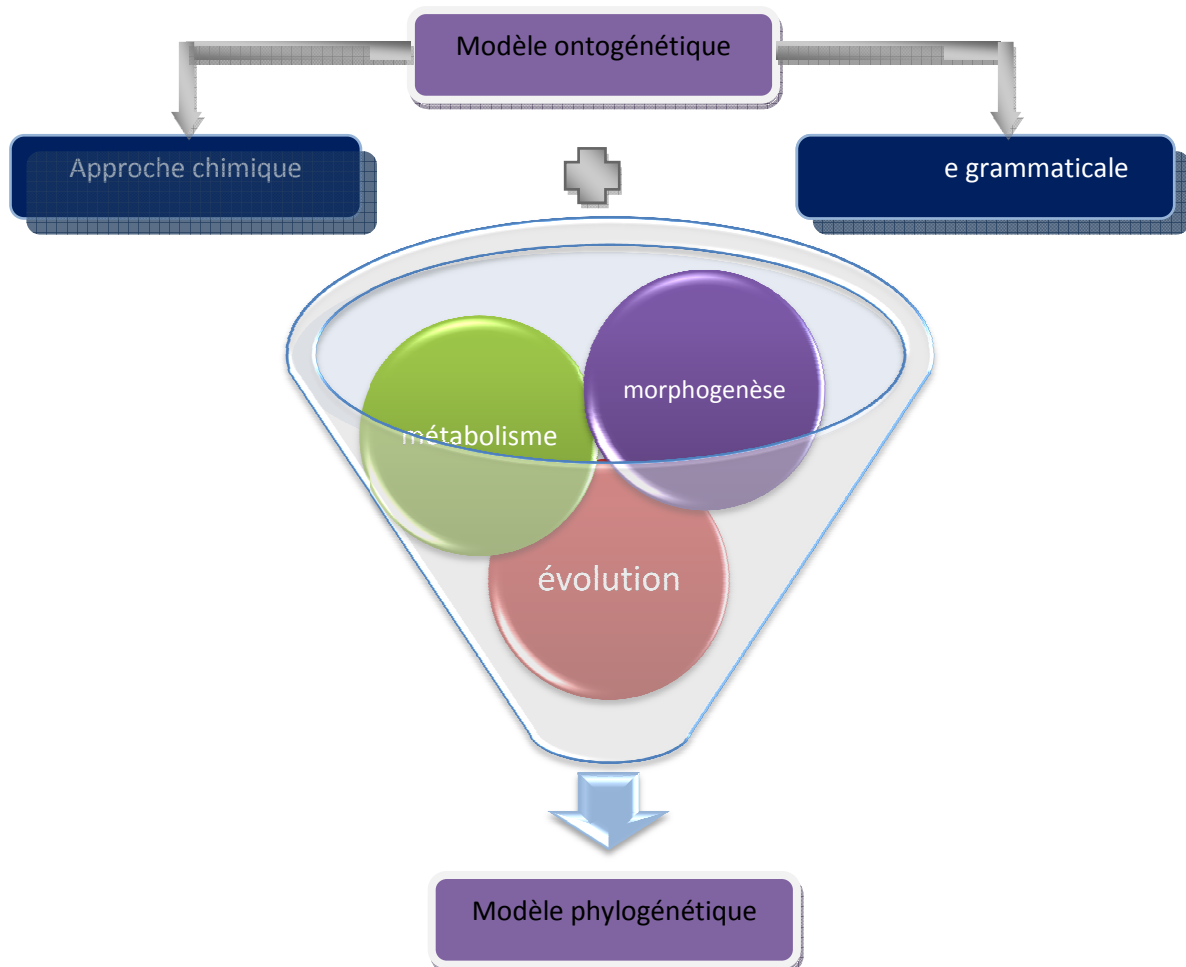 Modèle ontogénétique
Approche chimique
e grammaticale
morphogenèse
métabolisme
évolution
Modèle phylogénétique